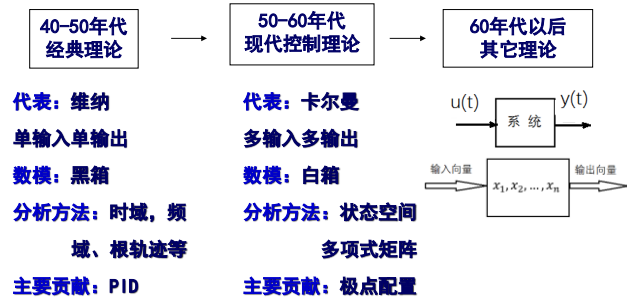 40-50年代
经典理论
50-60年代
现代控制理论
60年代以后
其它理论
代表：维纳
单输入单输出
数模：黑箱
分析方法：时域，频
域、根轨迹等
主要贡献：PID
代表：卡尔曼
多输入多输出
数模：白箱
分析方法：状态空间
多项式矩阵
主要贡献：极点配置
u(t)
系 统
y(t)
输入向量
x₁,x₂,…,xₙ
输出向量